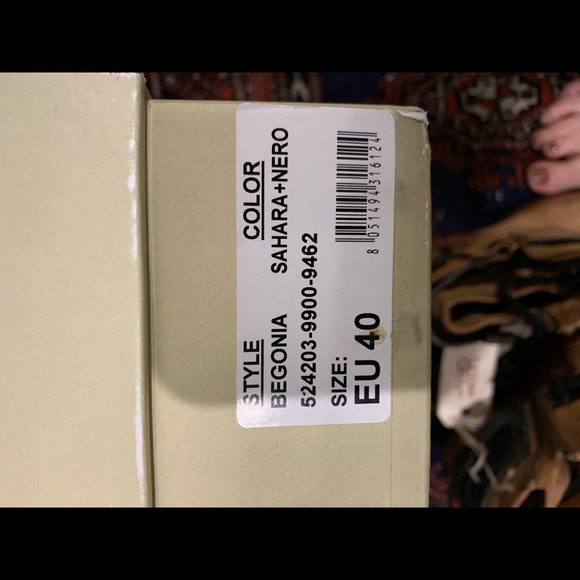 STYLE COLOR
BEGONIA SAHARA+NERO
524203-9900-9462
SIZE:
EU 40
8 051494 316124